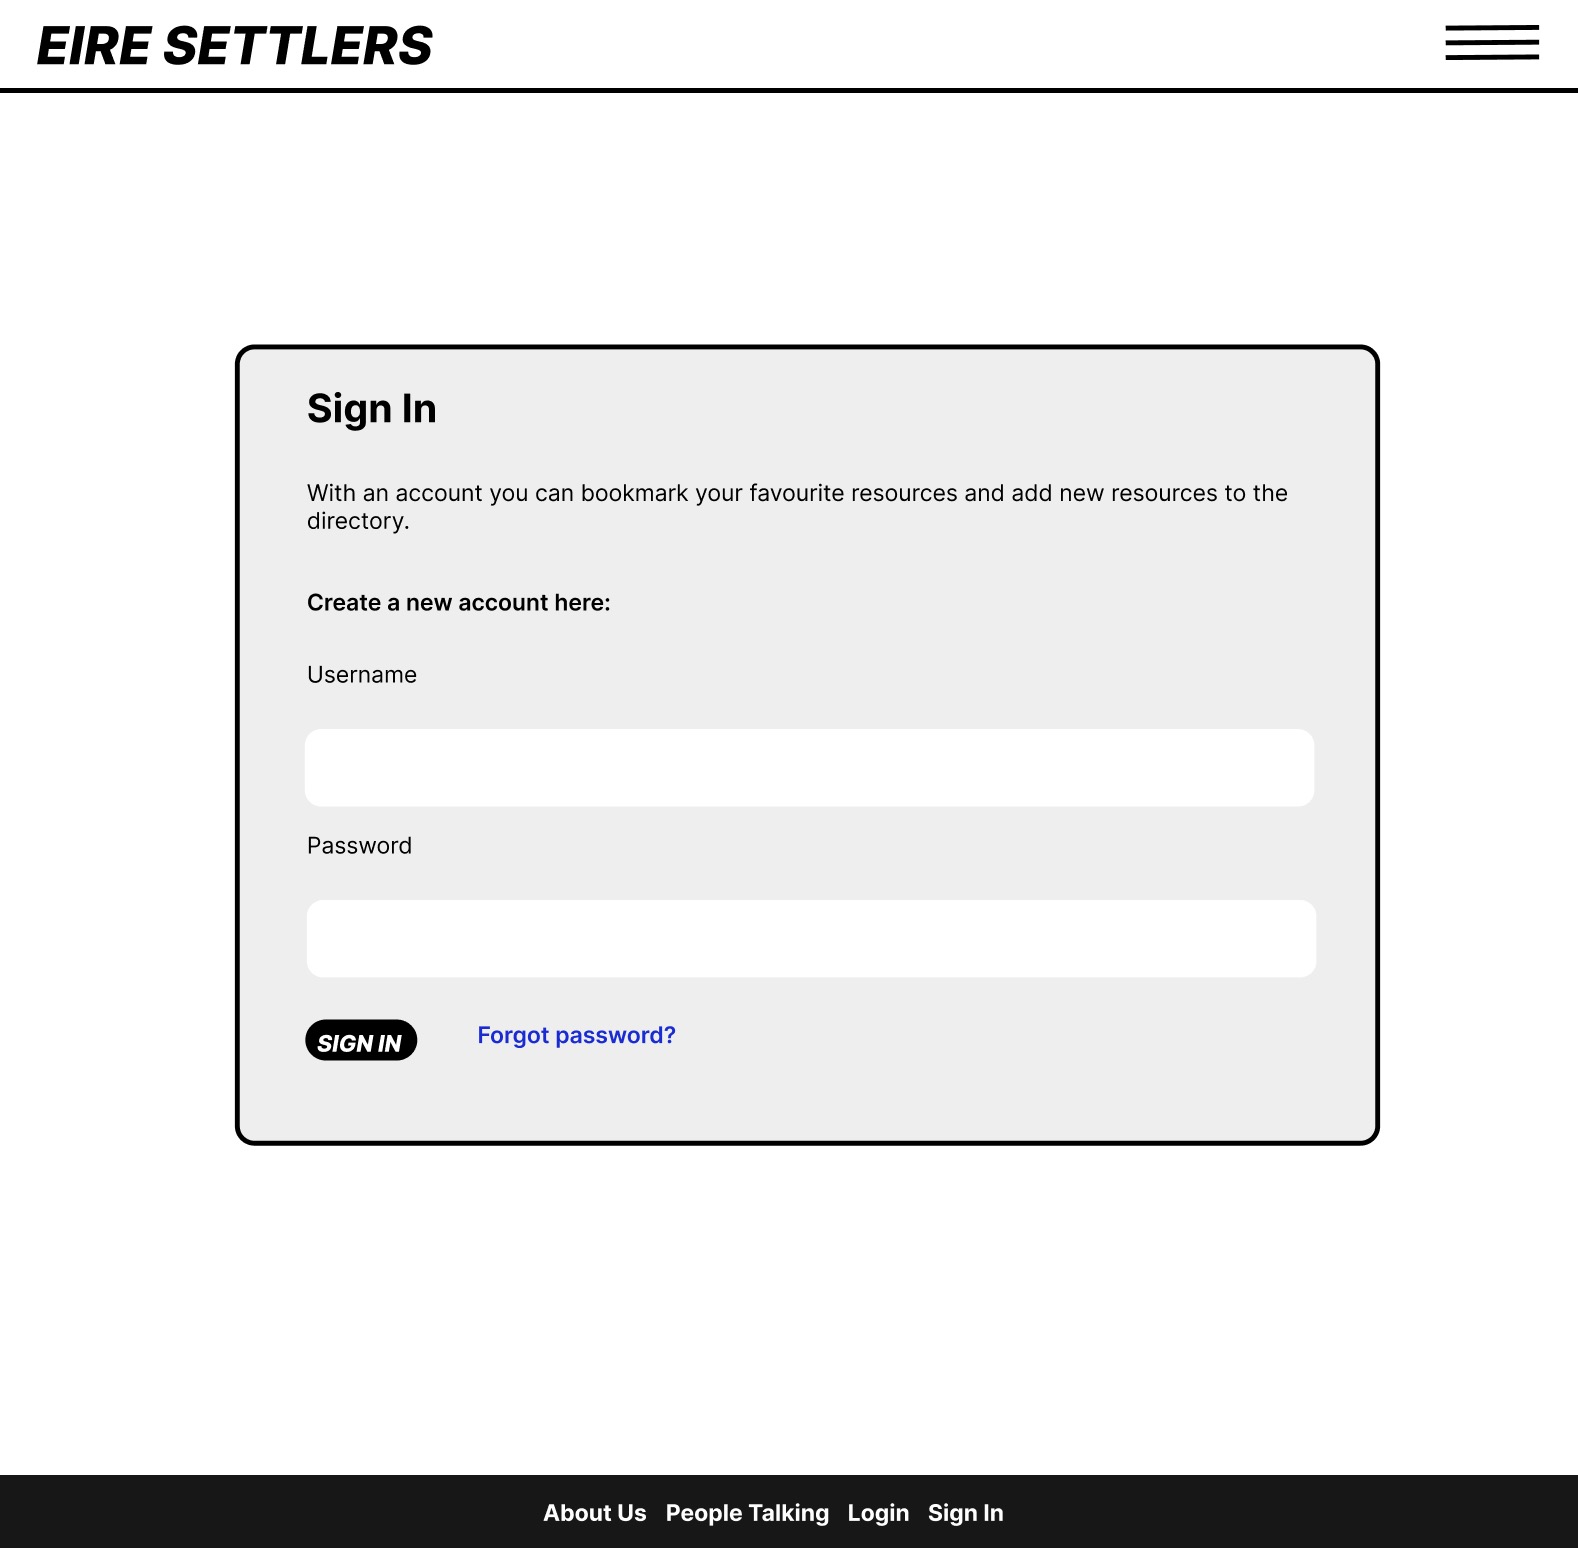 EIRE SETTLERS
Sign In
With an account you can bookmark your favourite resources and add new resources to the
directory.
Create a new account here:
Username
Password
SIGN IN
Forgot password?
About Us People Talking Login Sign In